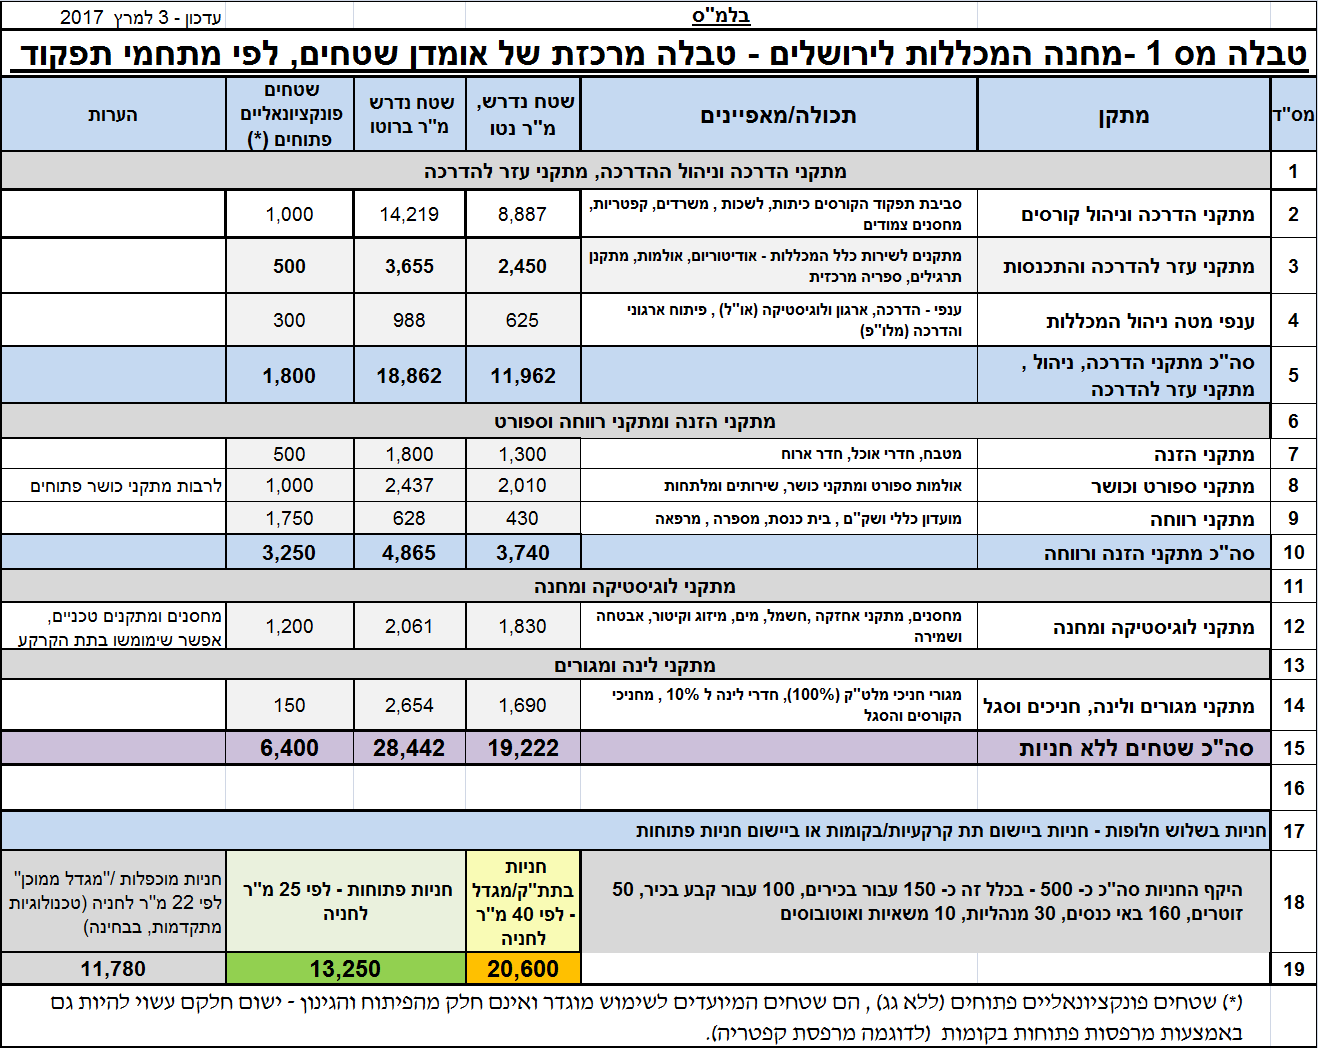 בלמ"ס
עדכון - 3 למרץ 2017
טבלה מס 1 -מחנה המכללות לירושלים - טבלה מרכזת של אומדן שטחים, לפי מתחמי תפקוד
מס"ד מתקן תכולה/מאפיינים שטח נדרש, מ"ר נטו שטח נדרש מ"ר ברוטו שטחים פונקציונאליים פתוחים (*) הערות
1 מתקני הדרכה וניהול ההדרכה, מתקני עזר להדרכה
2 מתקני הדרכה וניהול קורסים סביבת תפקוד הקורסים כיתות, לשכות , משרדים, קפטריות, מחסנים צמודים 8,887 14,219 1,000
3 מתקני עזר להדרכה והתכנסות מתקנים לשירות כלל המכללות - אודיטוריום, אולמות, מתקנן תרגילים, ספריה מרכזית 2,450 3,655 500
4 ענפי מטה ניהול המכללות ענפי - הדרכה, ארגון ולוגיסטיקה (או"ל) , פיתוח ארגוני והדרכה (מלו"פ) 625 988 300
5 סה"כ מתקני הדרכה, ניהול , מתקני עזר להדרכה 11,962 18,862 1,800
6 מתקני הזנה ומתקני רווחה וספורט
7 מתקני הזנה מטבח, חדרי אוכל, חדר ארוח 1,300 1,800 500
8 מתקני ספורט וכושר אולמות ספורט ומתקני כושר, שירותים ומלתחות 2,010 2,437 1,000 לרבות מתקני כושר פתוחים
9 מתקני רווחה מועדון כללי ושק"ם , בית כנסת, מספרה , מרפאה 430 628 1,750
10 סה"כ מתקני הזנה ורווחה 3,740 4,865 3,250
11 מתקני לוגיסטיקה ומחנה
12 מתקני לוגיסטיקה ומחנה מחסנים, מתקני אחזקה ,חשמל, מים, מיזוג וקיטור, אבטחה ושמירה 1,830 2,061 1,200 מחסנים ומתקנים טכניים, אפשר שימומשו בתת הקרקע
13 מתקני לינה ומגורים
14 מתקני מגורים ולינה, חניכים וסגל מגורי חניכי מלט"ק (100%), חדרי לינה ל 10% , מחניכי הקורסים והסגל 1,690 2,654 150
15 סה"כ שטחים ללא חניות 19,222 28,442 6,400
16
17 חניות בשלוש חלופות - חניות ביישום תת קרקעיות/בקומות או ביישום חניות פתוחות
18 היקף החניות סה"כ כ- 500 - בכלל זה כ- 150 עבור בכירים, 100 עבור קבע בכיר, 50 זוטרים, 160 באי כנסים, 30 מנהליות, 10 משאיות ואוטובוסים חניות בתת"ק/מגדל - לפי 40 מ"ר לחניה חניות פתוחות - לפי 25 מ"ר לחניה חניות מוכפלות /"מגדל ממוכן" לפי 22 מ"ר לחניה (טכנולוגיות מתקדמות, בבחינה)
19 20,600 13,250 11,780
(*) שטחים פונקציונאליים פתוחים (ללא גג) , הם שטחים המיועדים לשימוש מוגדר ואינם חלק מהפיתוח והגינון - ישום חלקם עשוי להיות גם
באמצעות מרפסות פתוחות בקומות (לדוגמה מרפסת קפטריה).